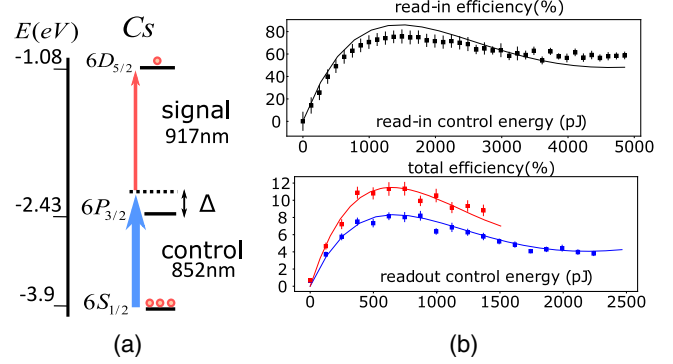 E(eV)
Cs
-1.08
6D5/2
signal
917nm
-2.43
6P3/2
Δ
control
852nm
-3.9
6S1/2
(a)
read-in efficiency(%)
80
60
40
20
0
read-in control energy (pJ)
0 1000 2000 3000 4000 5000
total efficiency(%)
12
10
8
6
4
2
0
readout control energy (pJ)
0 500 1000 1500 2000 2500
(b)